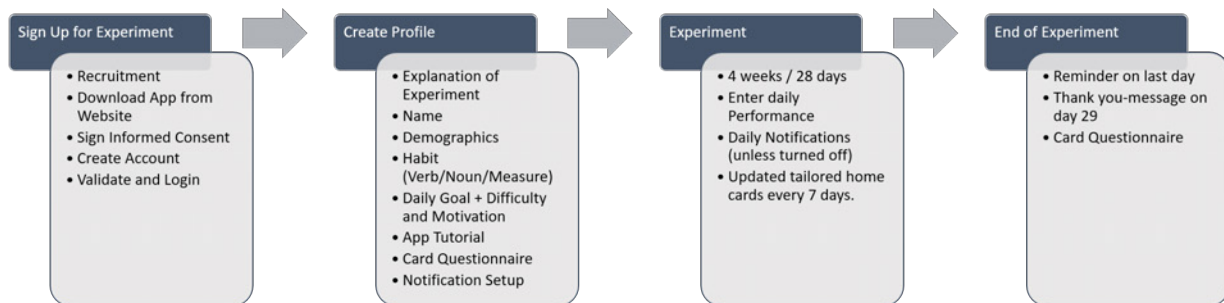 Sign Up for Experiment
• Recruitment
• Download App from
Website
• Sign Informed Consent
• Create Account
• Validate and Login
Create Profile
• Explanation of
Experiment
• Name
• Demographics
• Habit
(Verb/Noun/Measure)
• Daily Goal + Difficulty
and Motivation
• App Tutorial
• Card Questionnaire
• Notification Setup
Experiment
• 4 weeks / 28 days
• Enter daily
Performance
• Daily Notifications
(unless turned off)
• Updated tailored home
cards every 7 days.
End of Experiment
• Reminder on last day
• Thank you-message on
day 29
• Card Questionnaire